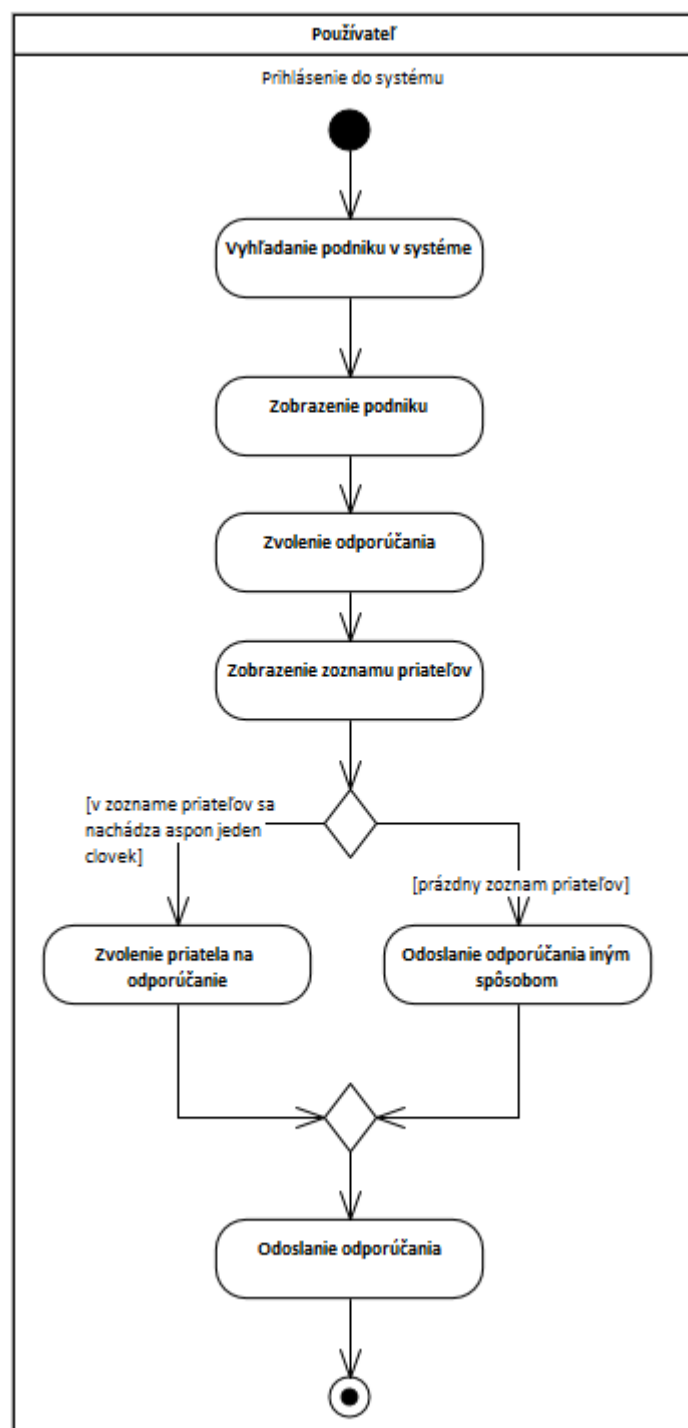 Používateľ
Prihlásenie do systému
Vyhľadanie podniku v systéme
Zobrazenie podniku
Zvolenie odporúčania
Zobrazenie zoznamu priateľov
[v zozname priateľov sa
nachádza aspon jeden
clovek]
[prázdny zoznam priateľov]
Zvolenie priatela na
odporúčanie
Odoslanie odporúčania iným
spôsobom
Odoslanie odporúčania